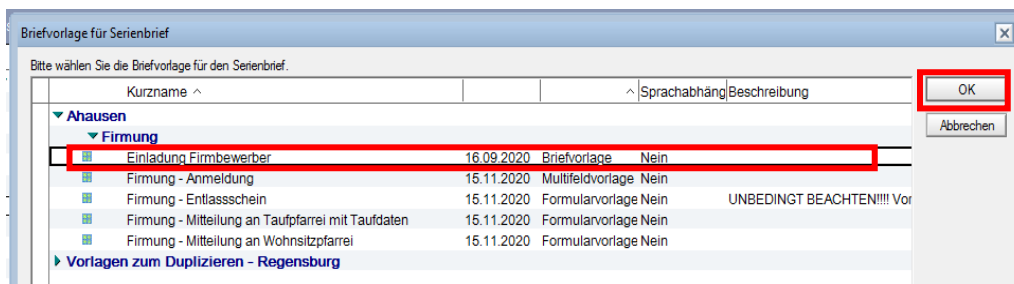 Briefvorlage für Serienbrief
Bitte wählen Sie die Briefvorlage für den Serienbrief.
Kurzname Sprachabhäng Beschreibung OK
Ahausen Abbrechen
Firmung
Einladung Firmbewerber 16.09.2020 Briefvorlage Nein
Firmung - Anmeldung 15.11.2020 Multifeldvorlage Nein
Firmung - Entlassschein 15.11.2020 Formularvorlage Nein UNBEDINGT BEACHTEN!!!! Vor
Firmung - Mitteilung an Taufpfarrei mit Taufdaten 15.11.2020 Formularvorlage Nein
Firmung - Mitteilung an Wohnsitzpfarrei 15.11.2020 Formularvorlage Nein
Vorlagen zum Duplizieren - Regensburg